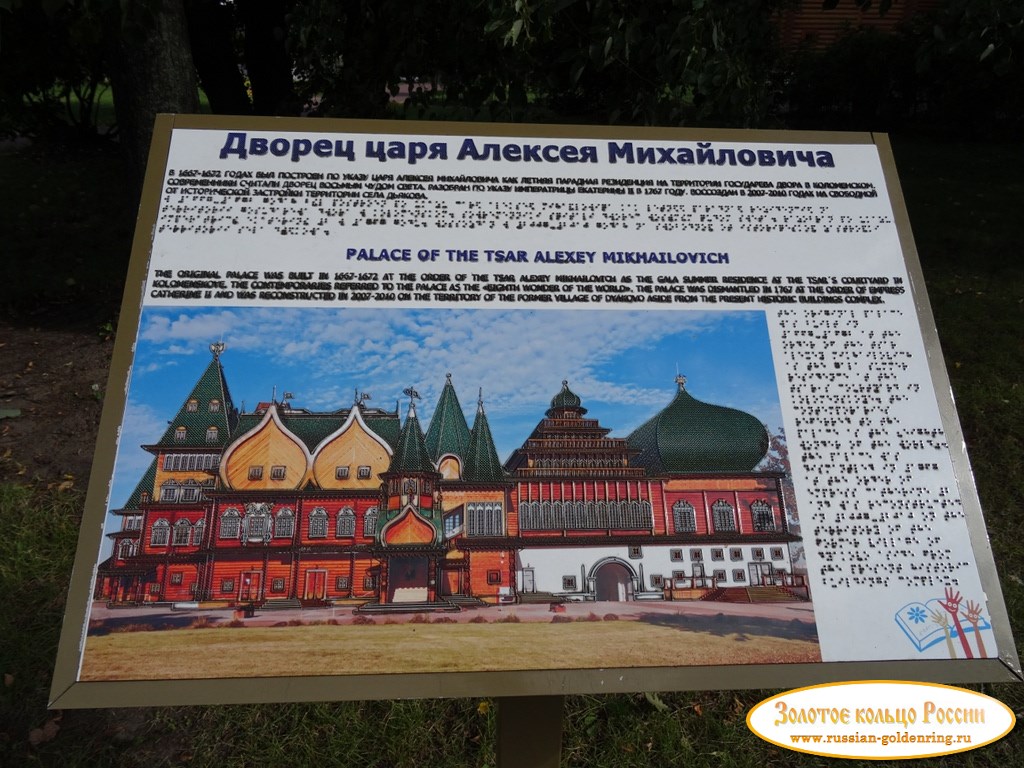 Дворец царя Алексея Михайловича
В 1667-1672 ГОДАХ БЫЛ ПОСТРОЕН ПО УКАЗУ ЦАРЯ АЛЕКСЕЯ МИХАЙЛОВИЧА КАК ЛЕТНЯЯ ПАРАДНАЯ РЕЗИДЕНЦИЯ НА ТЕРРИТОРИИ ГОСУДАРЕВА ДВОРА В КОЛОМЕНСКОМ.
СОВРЕМЕННИКИ СЧИТАЛИ ДВОРЕЦ ВОСЬМЫМ ЧУДОМ СВЕТА. РАЗОБРАН ПО УКАЗУ ИМПЕРАТРИЦЫ ЕКАТЕРИНЫ II В 1767 ГОДУ. ВОССОЗДАН В 2007-2010 ГОДАХ НА СВОБОДНОЙ
ОТ ИСТОРИЧЕСКОЙ ЗАСТРОЙКИ ТЕРРИТОРИИ СЕЛА ДЬЯКОВА.
PALACE OF THE TSAR ALEXEY MIKHAILOVICH
THE ORIGINAL PALACE WAS BUILT IN 1667-1672 AT THE ORDER OF THE TSAR ALEXEY MIKHAILOVICH AS THE GALA SUMMER RESIDENCE AT THE TSAR'S COURTYARD IN
KOLOMENSKOYE. THE CONTEMPORARIES REFERRED TO THE PALACE AS THE «EIGHTH WONDER OF THE WORLD». THE PALACE WAS DISMANTLED IN 1767 AT THE ORDER OF EMPRESS
CATHERINE II AND WAS RECONSTRUCTED IN 2007-2010 ON THE TERRITORY OF THE FORMER VILLAGE OF DYAKOVO ASIDE FROM THE PRESENT HISTORIC BUILDINGS COMPLEX.
Золотое кольцо России
www.russian-goldenring.ru